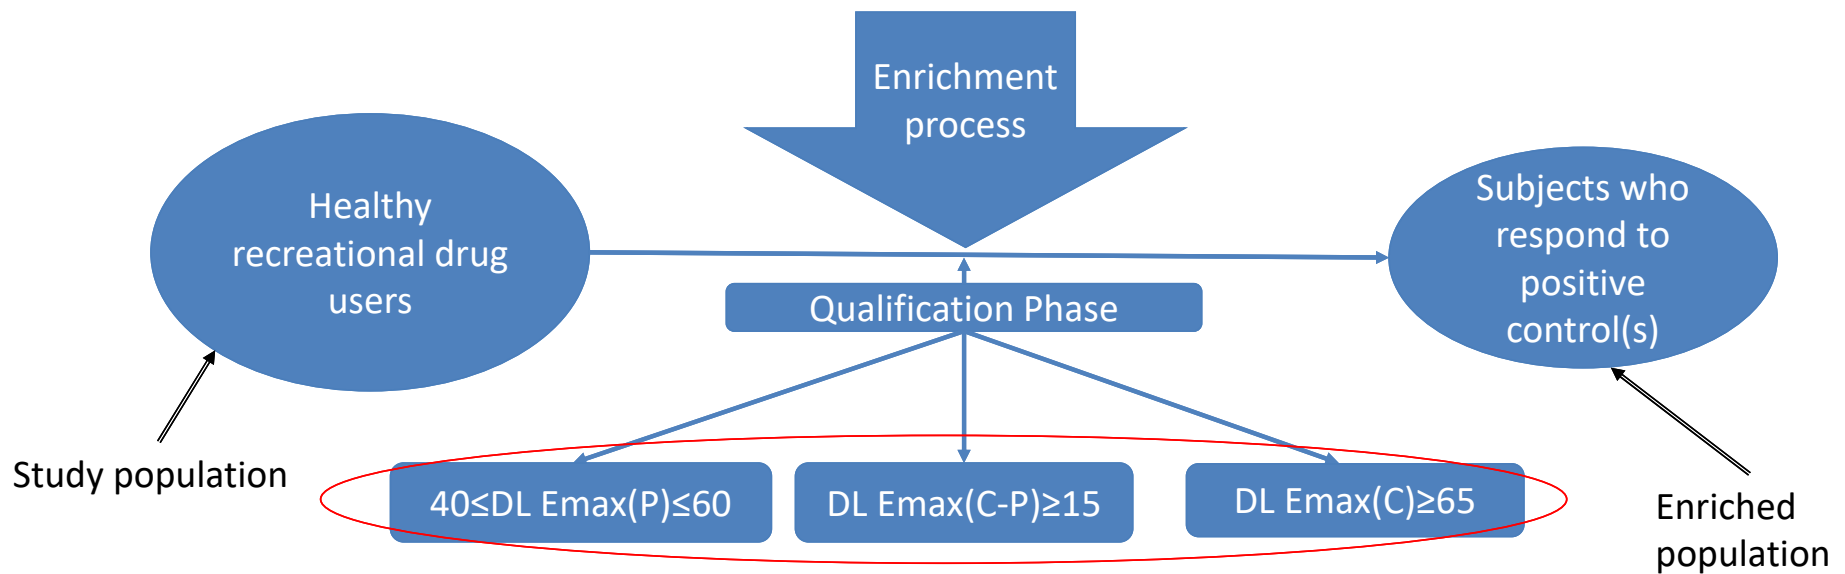 Enrichment
process
Healthy
recreational drug
users
Subjects who
respond to
positive
control(s)
Qualification Phase
Study population
40≤DL Emax(P)≤60
DL Emax(C-P)≥15
DL Emax(C)≥65
Enriched
population